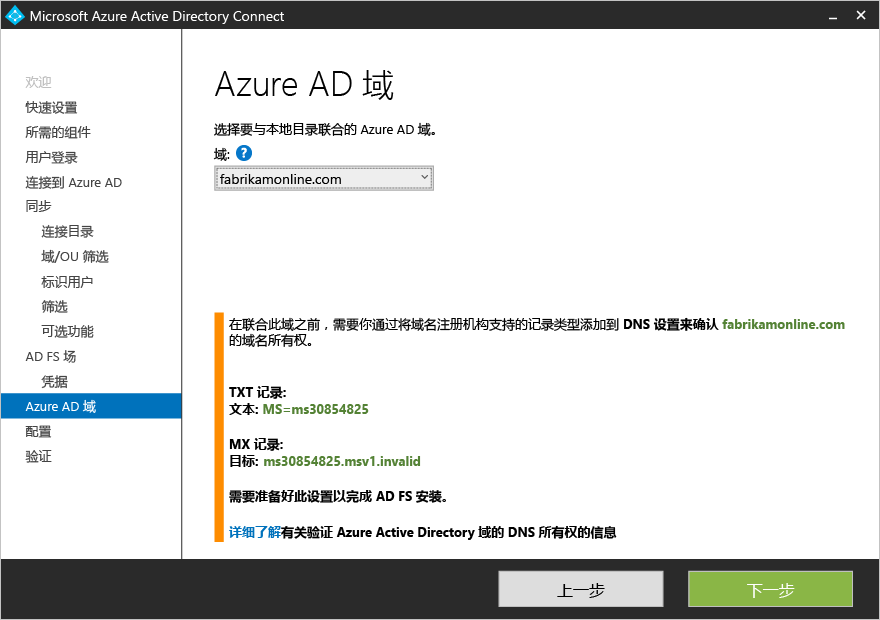 Microsoft Azure Active Directory Connect
欢迎
快速设置
所需的组件
用户登录
连接到 Azure AD
同步
连接目录
域/OU 筛选
标识用户
筛选
可选功能
AD FS 场
凭据
Azure AD 域
配置
验证
Azure AD 域
选择要与本地目录联合的 Azure AD 域。
域: ?
fabrikamonline.com
在联合此域之前，需要你通过将域名注册机构支持的记录类型添加到 DNS 设置来确认 fabrikamonline.com
的域名所有权。
TXT 记录:
文本: MS=ms30854825
MX 记录:
目标: ms30854825.msv1.invalid
需要准备好此设置以完成 AD FS 安装。
详细了解有关验证 Azure Active Directory 域的 DNS 所有权的信息
上一步
下一步